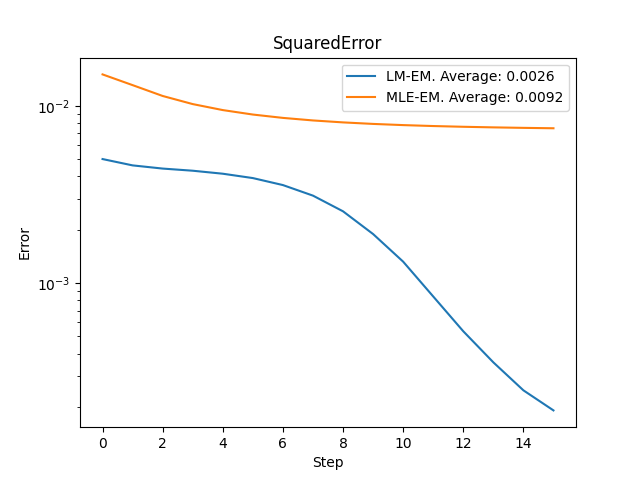 SquaredError
LM-EM. Average: 0.0026
MLE-EM. Average: 0.0092
Error
10⁻²
10⁻³
0 2 4 6 8 10 12 14
Step